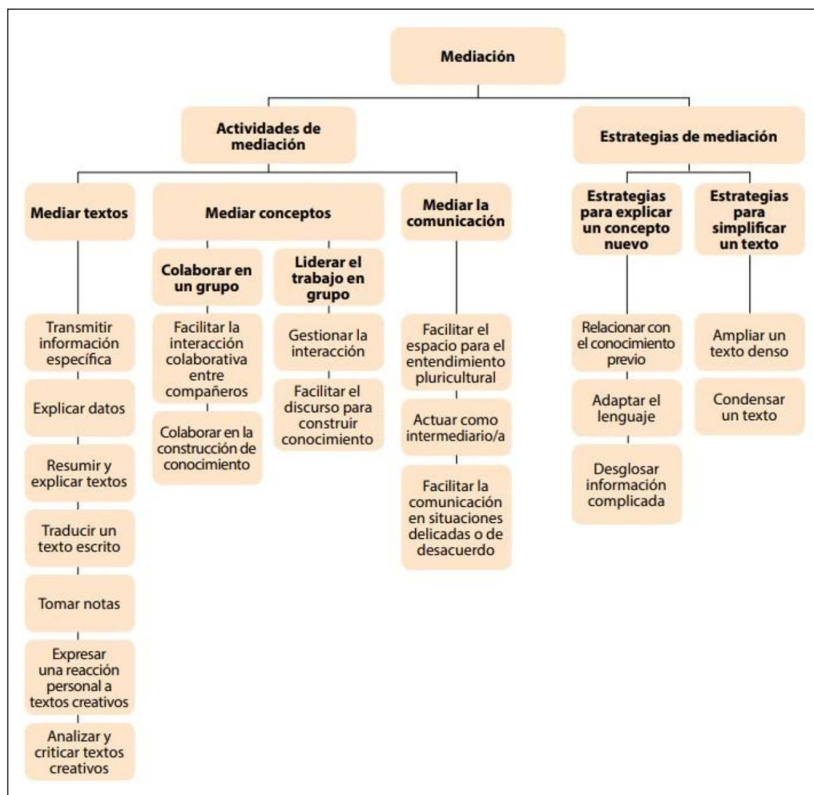 Mediación
Actividades de
mediación
Estrategias de mediación
Mediar textos
Mediar conceptos
Mediar la
comunicación
Estrategias
para explicar
un concepto
nuevo
Estrategias
para
simplificar
un texto
Colaborar en
un grupo
Liderar el
trabajo en
grupo
Transmitir
información
específica
Explicar datos
Resumir y
explicar textos
Traducir un
texto escrito
Tomar notas
Expresar
una reacción
personal a
textos creativos
Analizar y
criticar textos
creativos
Facilitar la
interacción
colaborativa
entre
compañeros
Colaborar en la
construcción de
conocimiento
Gestionar la
interacción
Facilitar el
discurso para
construir
conocimiento
Facilitar el
espacio para el
entendimiento
pluricultural
Actuar como
intermediario/a
Facilitar la
comunicación
en situaciones
delicadas o de
desacuerdo
Relacionar con
el conocimiento
previo
Adaptar el
lenguaje
Desglosar
información
complicada
Ampliar un
texto denso
Condensar
un texto